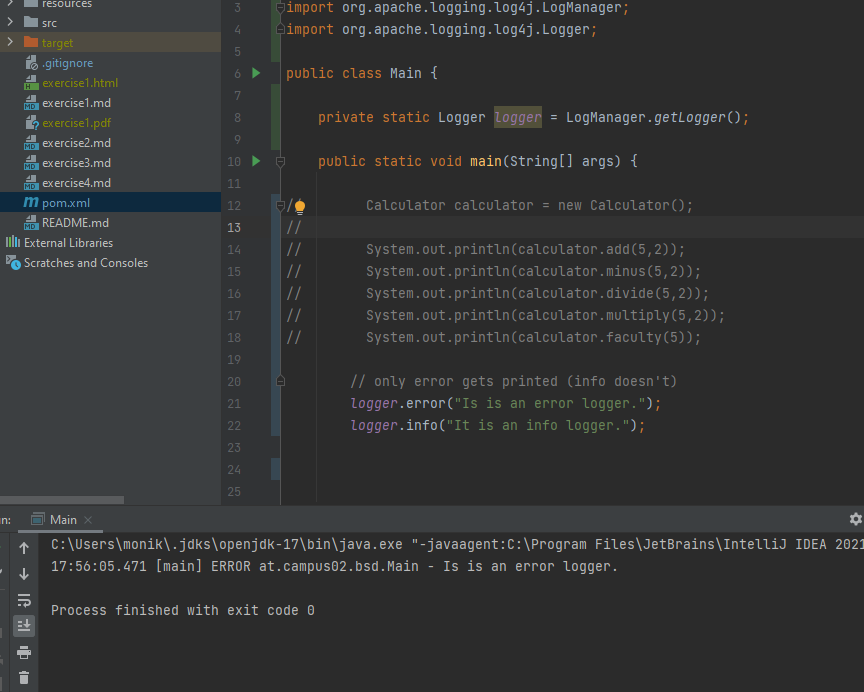 resources
src
target
.gitignore
exercise1.html
exercise1.md
exercise1.pdf
exercise2.md
exercise3.md
exercise4.md
pom.xml
README.md
External Libraries
Scratches and Consoles
3 import org.apache.logging.log4j.LogManager;
4 import org.apache.logging.log4j.Logger;
5
6 public class Main {
7
8 private static Logger logger = LogManager.getLogger();
9
10 public static void main(String[] args) {
11
12 / Calculator calculator = new Calculator();
13 //
14 // System.out.println(calculator.add(5,2));
15 // System.out.println(calculator.minus(5,2));
16 // System.out.println(calculator.divide(5,2));
17 // System.out.println(calculator.multiply(5,2));
18 // System.out.println(calculator.faculty(5));
19
20 // only error gets printed (info doesn't)
21 logger.error("Is is an error logger.");
22 logger.info("It is an info logger.");
23
24
25
n: Main
C:\Users\monik\.jdks\openjdk-17\bin\java.exe "-javaagent:C:\Program Files\JetBrains\IntelliJ IDEA 2021
17:56:05.471 [main] ERROR at.campus02.bsd.Main - Is is an error logger.
Process finished with exit code 0